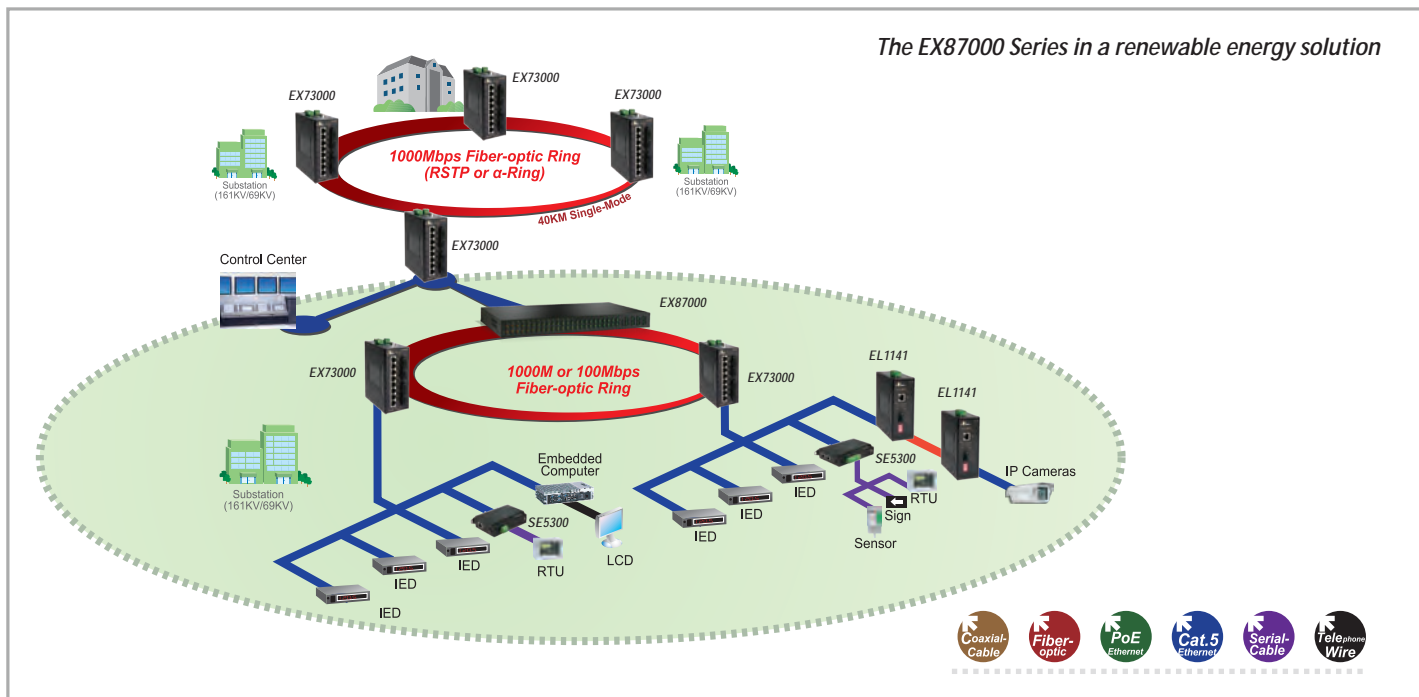 The EX87000 Series in a renewable energy solution
EX73000
EX73000
EX73000
1000Mbps Fiber-optic Ring
(RSTP or α-Ring)
Substation
(161KV/69KV)
Substation
(161KV/69KV)
40KM Single-Mode
EX73000
Control Center
EX87000
EX73000
1000M or 100Mbps
Fiber-optic Ring
EX73000
EL1141
EL1141
Substation
(161KV/69KV)
Embedded
Computer
SE5300
IP Cameras
IED
RTU
IED
Sign
IED
Sensor
SE5300
LCD
IED
RTU
IED
IED
Coaxial-
Cable
Fiber-
optic
PoE
Ethernet
Cat.5
Ethernet
Serial-
Cable
Telephone
Wire